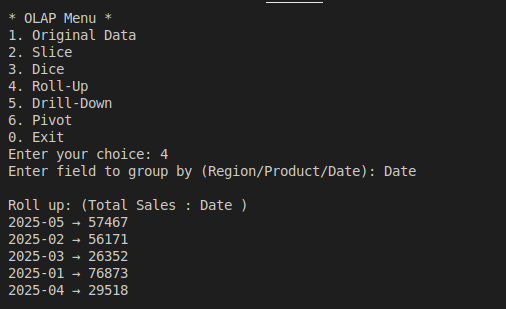 * OLAP Menu *
1. Original Data
2. Slice
3. Dice
4. Roll-Up
5. Drill-Down
6. Pivot
0. Exit
Enter your choice: 4
Enter field to group by (Region/Product/Date): Date
Roll up: (Total Sales : Date )
2025-05 → 57467
2025-02 → 56171
2025-03 → 26352
2025-01 → 76873
2025-04 → 29518